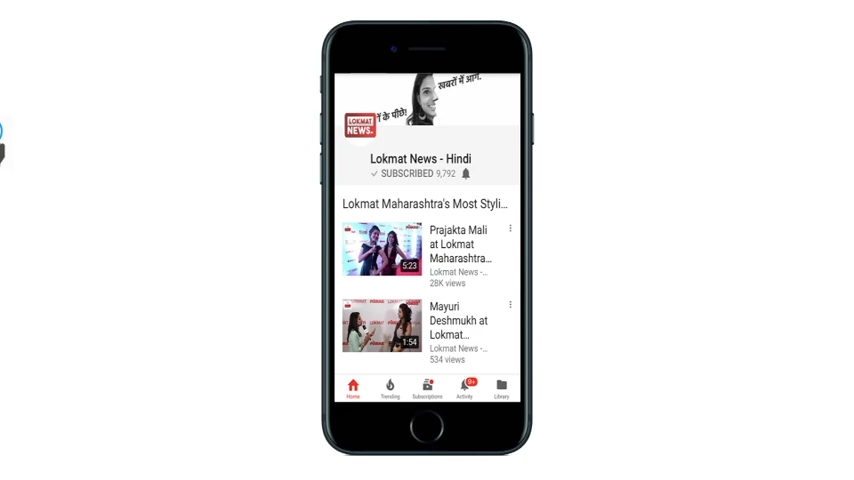 खबरों में आग.
ों के पीछे!
LOKMAT
NEWS.
Lokmat News - Hindi
SUBSCRIBED 9,792
Lokmat Maharashtra's Most Styli...
Prajakta Mali
at Lokmat
Maharashtra...
Lokmat News -...
28K views
5:23
Mayuri
Deshmukh at
Lokmat...
Lokmat News -...
534 views
1:54
9+
Home Trending Subscriptions Activity Library